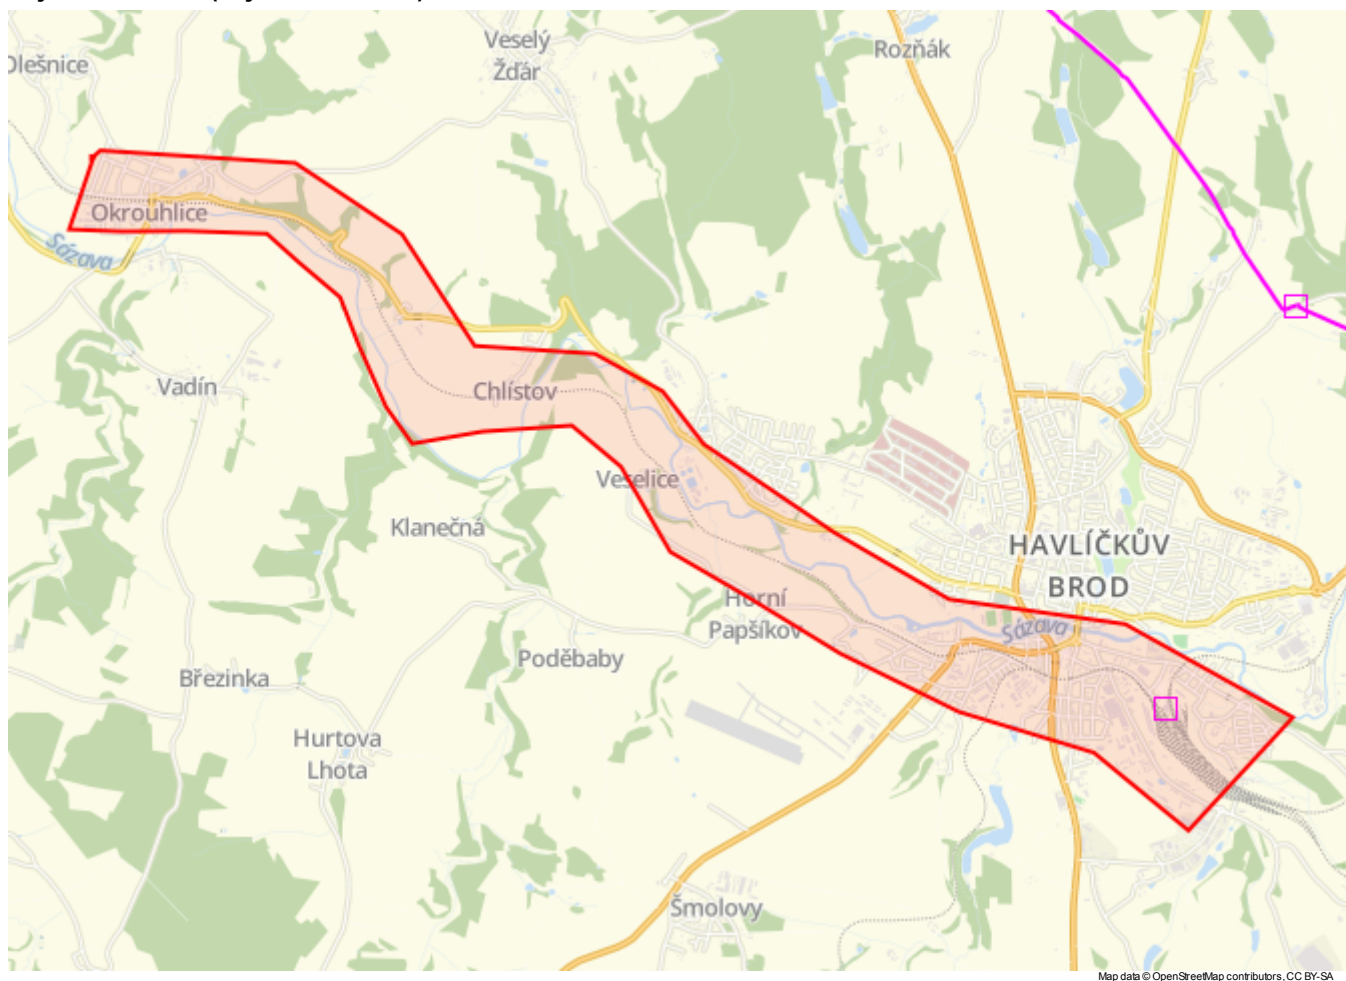 Veselý
Žďár
Rozňák
Olešnice
Okrouhlice
Sázava
Vadín
Chlístov
Veselice
Klanečná
HAVLÍČKŮV
BROD
Horní
Papšíkov
Sázava
Poděbaby
Březinka
Hurtova
Lhota
Šmolovy
Map data © OpenStreetMap contributors, CC BY-SA